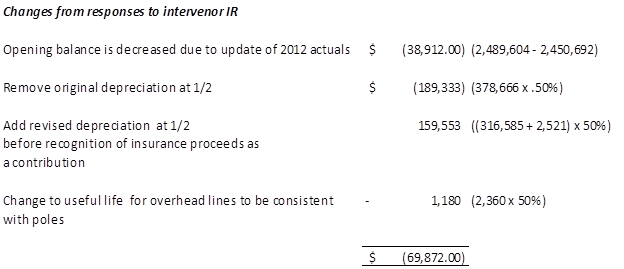 Changes from responses to intervenor IR
Opening balance is decreased due to update of 2012 actuals $ (38,912.00) (2,489,604 - 2,450,692)
Remove original depreciation at 1/2 $ (189,333) (378,666 x .50%)
Add revised depreciation at 1/2 159,553 ((316,585 + 2,521) x 50%)
before recognition of insurance proceeds as
a contribution
Change to useful life for overhead lines to be consistent - 1,180 (2,360 x 50%)
with poles
$ (69,872.00)